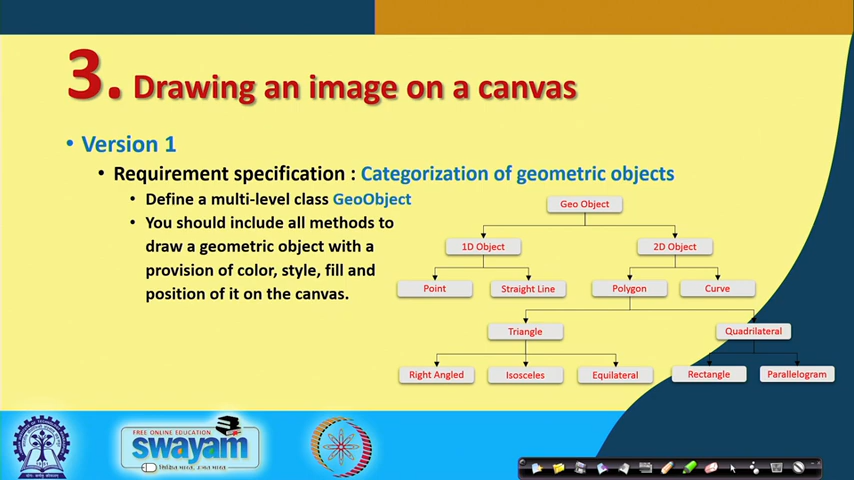 3. Drawing an image on a canvas
• Version 1
• Requirement specification : Categorization of geometric objects
• Define a multi-level class GeoObject
• You should include all methods to
draw a geometric object with a
provision of color, style, fill and
position of it on the canvas.
Geo Object
1D Object
2D Object
Point
Straight Line
Polygon
Curve
Triangle
Quadrilateral
Right Angled
Isosceles
Equilateral
Rectangle
Parallelogram
FREE ONLINE EDUCATION
swayam